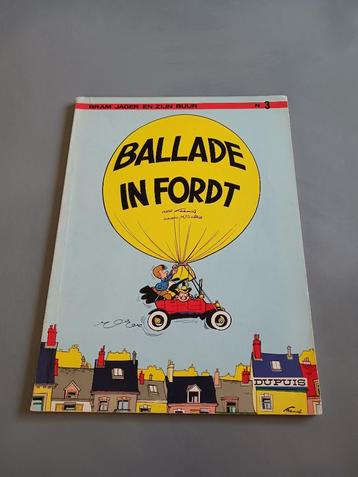 BRAM JAGER EN ZIJN BUUR N 3
BALLADE
IN FORDT
DUPUIS